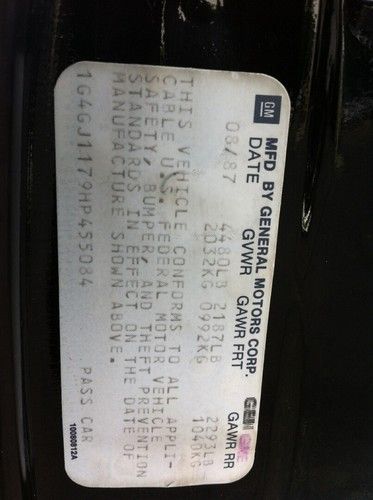 GM MFD. BY GENERAL MOTORS CORP.
DATE GVWR GAWR FRT GAWR RR
08/87 4480LB 2187LB 2293LB
2032KG 0992KG 1040KG
THIS VEHICLE CONFORMS TO ALL APPLI-
CABLE U.S. FEDERAL MOTOR VEHICLE
SAFETY, BUMPER, AND THEFT PREVENTION
STANDARDS IN EFFECT ON THE DATE OF
MANUFACTURE SHOWN ABOVE.
1G4GJ1179HP455084 PASS CAR
10080812A